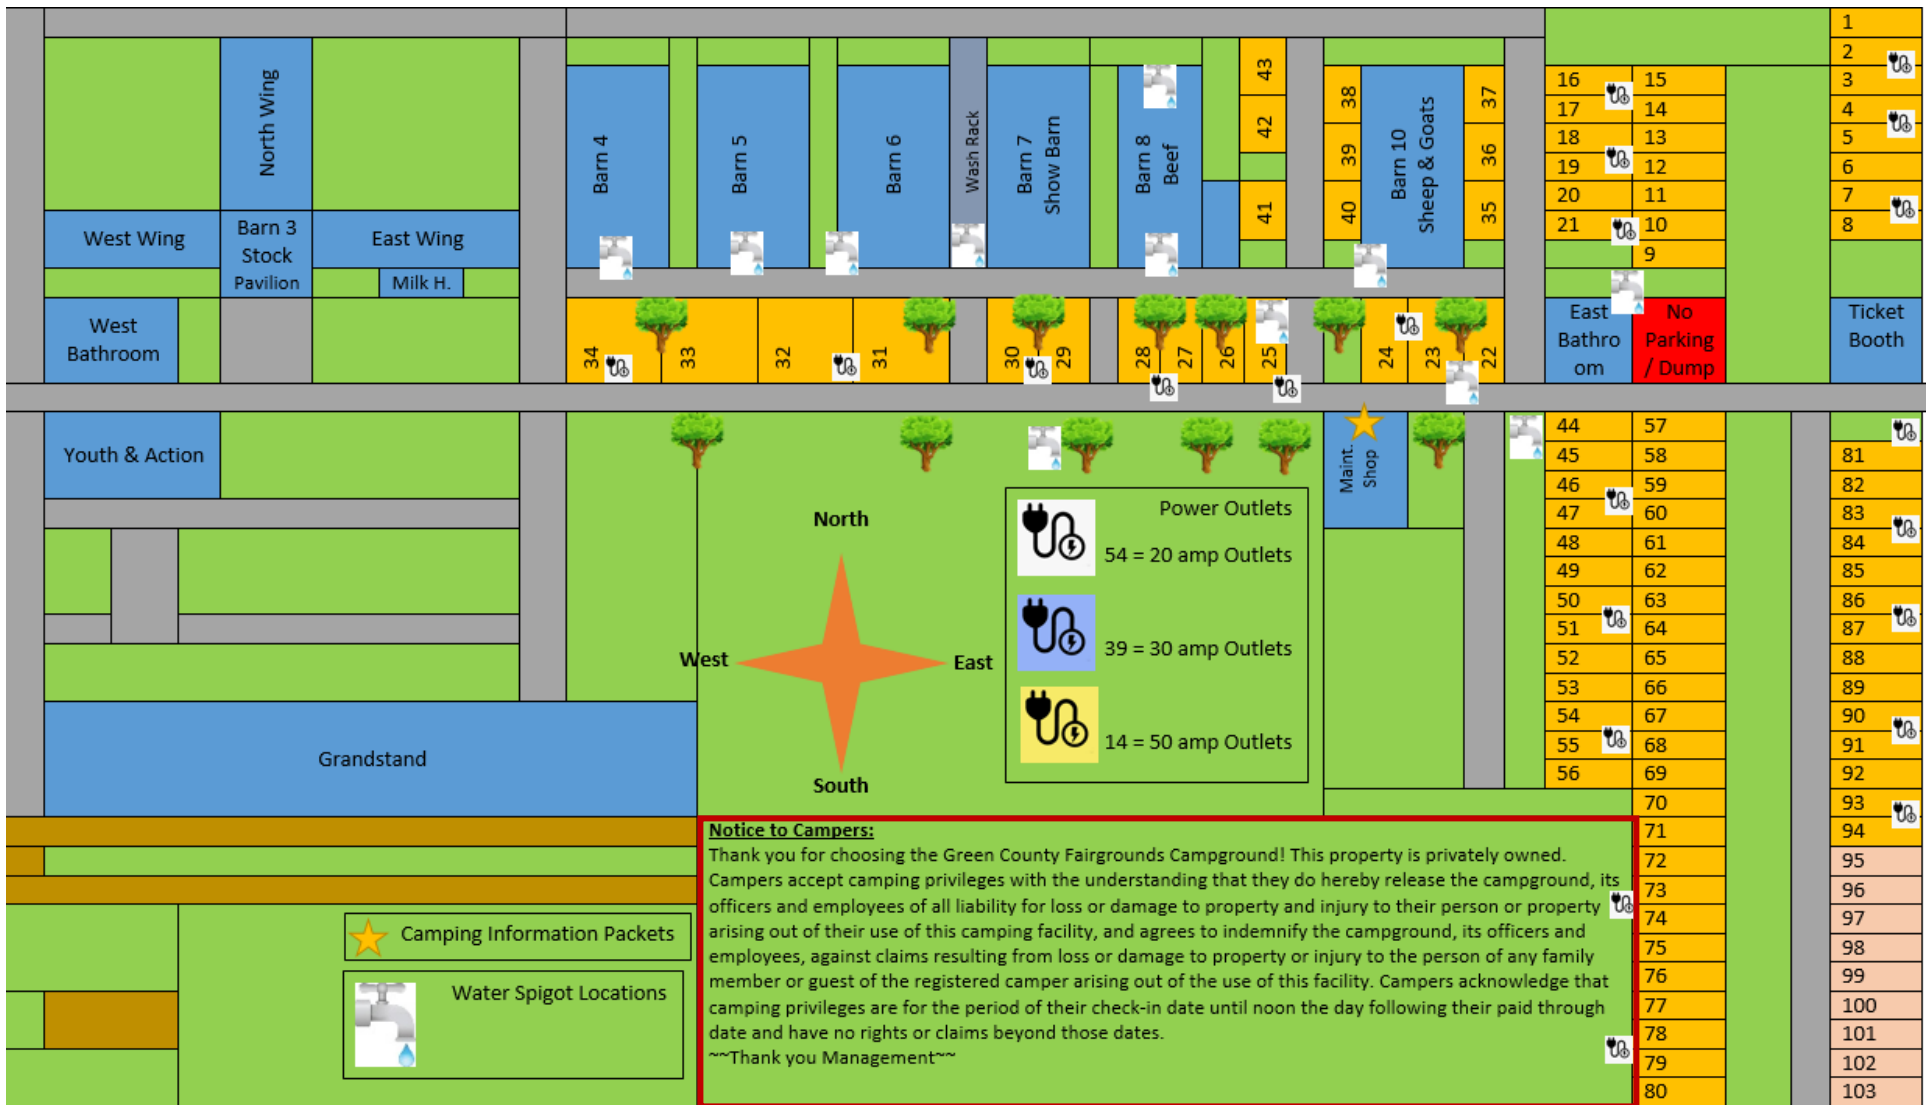 1
2
3
4
5
6
7
8
16
17
18
19
20
21
15
14
13
12
11
10
9
North Wing
West Wing
Barn 3
Stock
Pavilion
East Wing
Milk H.
Barn 4
Barn 5
Barn 6
Wash Rack
Barn 7
Show Barn
Barn 8
Beef
43
42
41
38
39
40
Barn 10
Sheep & Goats
37
36
35
West
Bathroom
34
33
32
31
30
29
28
27
26
25
24
23
22
East
Bathro
om
No
Parking
/ Dump
Ticket
Booth
Youth & Action
Maint.
Shop
44
45
46
47
48
49
50
51
52
53
54
55
56
57
58
59
60
61
62
63
64
65
66
67
68
69
70
71
72
73
74
75
76
77
78
79
80
81
82
83
84
85
86
87
88
89
90
91
92
93
94
95
96
97
98
99
100
101
102
103
North
West
East
South
Power Outlets
54 = 20 amp Outlets
39 = 30 amp Outlets
14 = 50 amp Outlets
Grandstand
Camping Information Packets
Water Spigot Locations
Notice to Campers:
Thank you for choosing the Green County Fairgrounds Campground! This property is privately owned.
Campers accept camping privileges with the understanding that they do hereby release the campground, its
officers and employees of all liability for loss or damage to property and injury to their person or property
arising out of their use of this camping facility, and agrees to indemnify the campground, its officers and
employees, against claims resulting from loss or damage to property or injury to the person of any family
member or guest of the registered camper arising out of the use of this facility. Campers acknowledge that
camping privileges are for the period of their check-in date until noon the day following their paid through
date and have no rights or claims beyond those dates.
~~Thank you Management~~